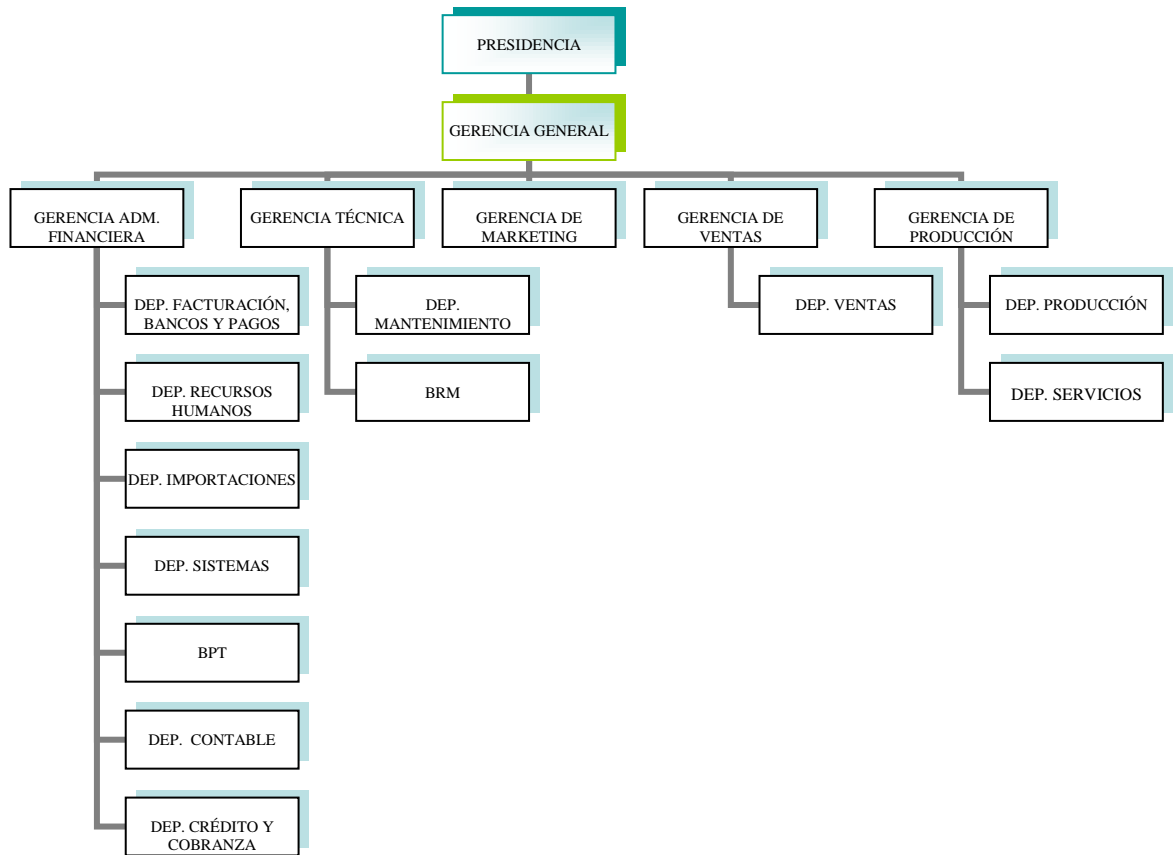 PRESIDENCIA
GERENCIA GENERAL
GERENCIA ADM.
FINANCIERA
GERENCIA TÉCNICA
GERENCIA DE
MARKETING
GERENCIA DE
VENTAS
GERENCIA DE
PRODUCCIÓN
DEP. FACTURACIÓN,
BANCOS Y PAGOS
DEP. RECURSOS
HUMANOS
DEP. IMPORTACIONES
DEP. SISTEMAS
BPT
DEP. CONTABLE
DEP. CRÉDITO Y
COBRANZA
DEP.
MANTENIMIENTO
BRM
DEP. VENTAS
DEP. PRODUCCIÓN
DEP. SERVICIOS